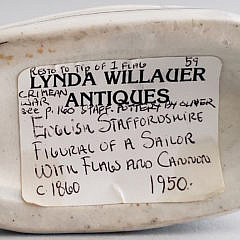 RESTO TO TIP OF 1 FLAG 59
LYNDA WILLAUER
CRIMEAN
ANTIQUES
WAR
see p. 160 STAFF. POTTERY BY OLIVER
ENGLISH STAFFORDSHIRE
FIGURAL OF A SAILOR
WITH FLAGS AND CANNON
C 1860 1950-